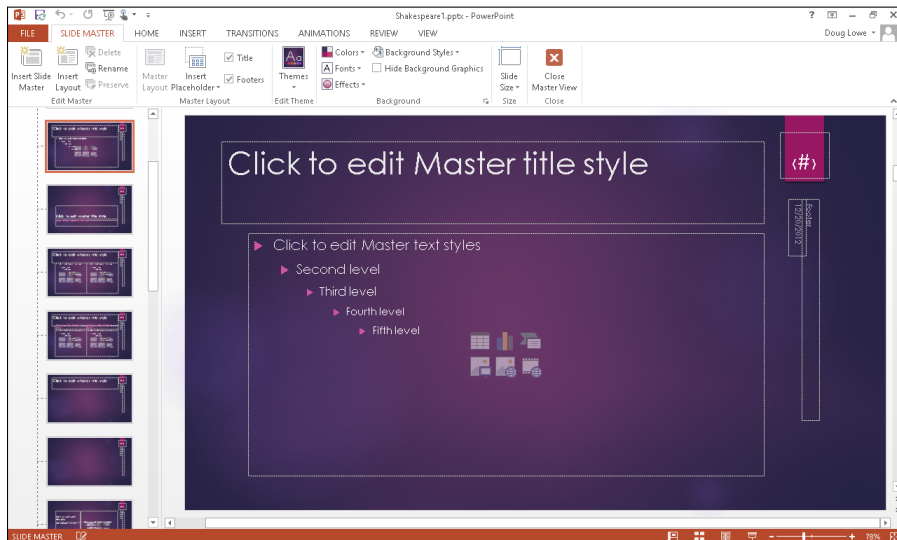 Shakespeare1.pptx - PowerPoint
FILE SLIDE MASTER HOME INSERT TRANSITIONS ANIMATIONS REVIEW VIEW Doug Lowe
Insert Slide Master
Insert Layout
Delete
Rename
Preserve
Edit Master
Master Layout
Insert Placeholder
Title
Footers
Master Layout
Aa
Themes
Edit Theme
Colors
Fonts
Effects
Background Styles
Hide Background Graphics
Background
Slide Size
Size
Close Master View
Close
Click to edit Master title style
‹#›
Footer
12/20/2012
Click to edit Master text styles
Second level
Third level
Fourth level
Fifth level
SLIDE MASTER
78%